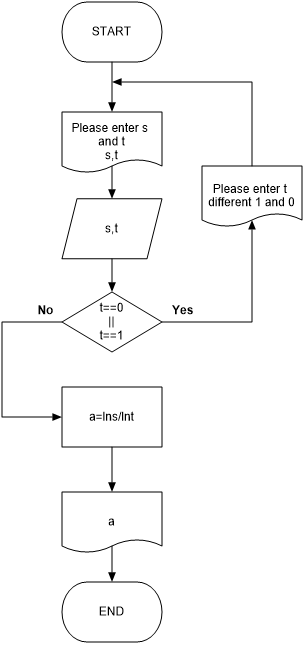 START
Please enter s
and t
s,t
Please enter t
different 1 and 0
s,t
t==0
||
t==1
No
Yes
a=lns/lnt
a
END